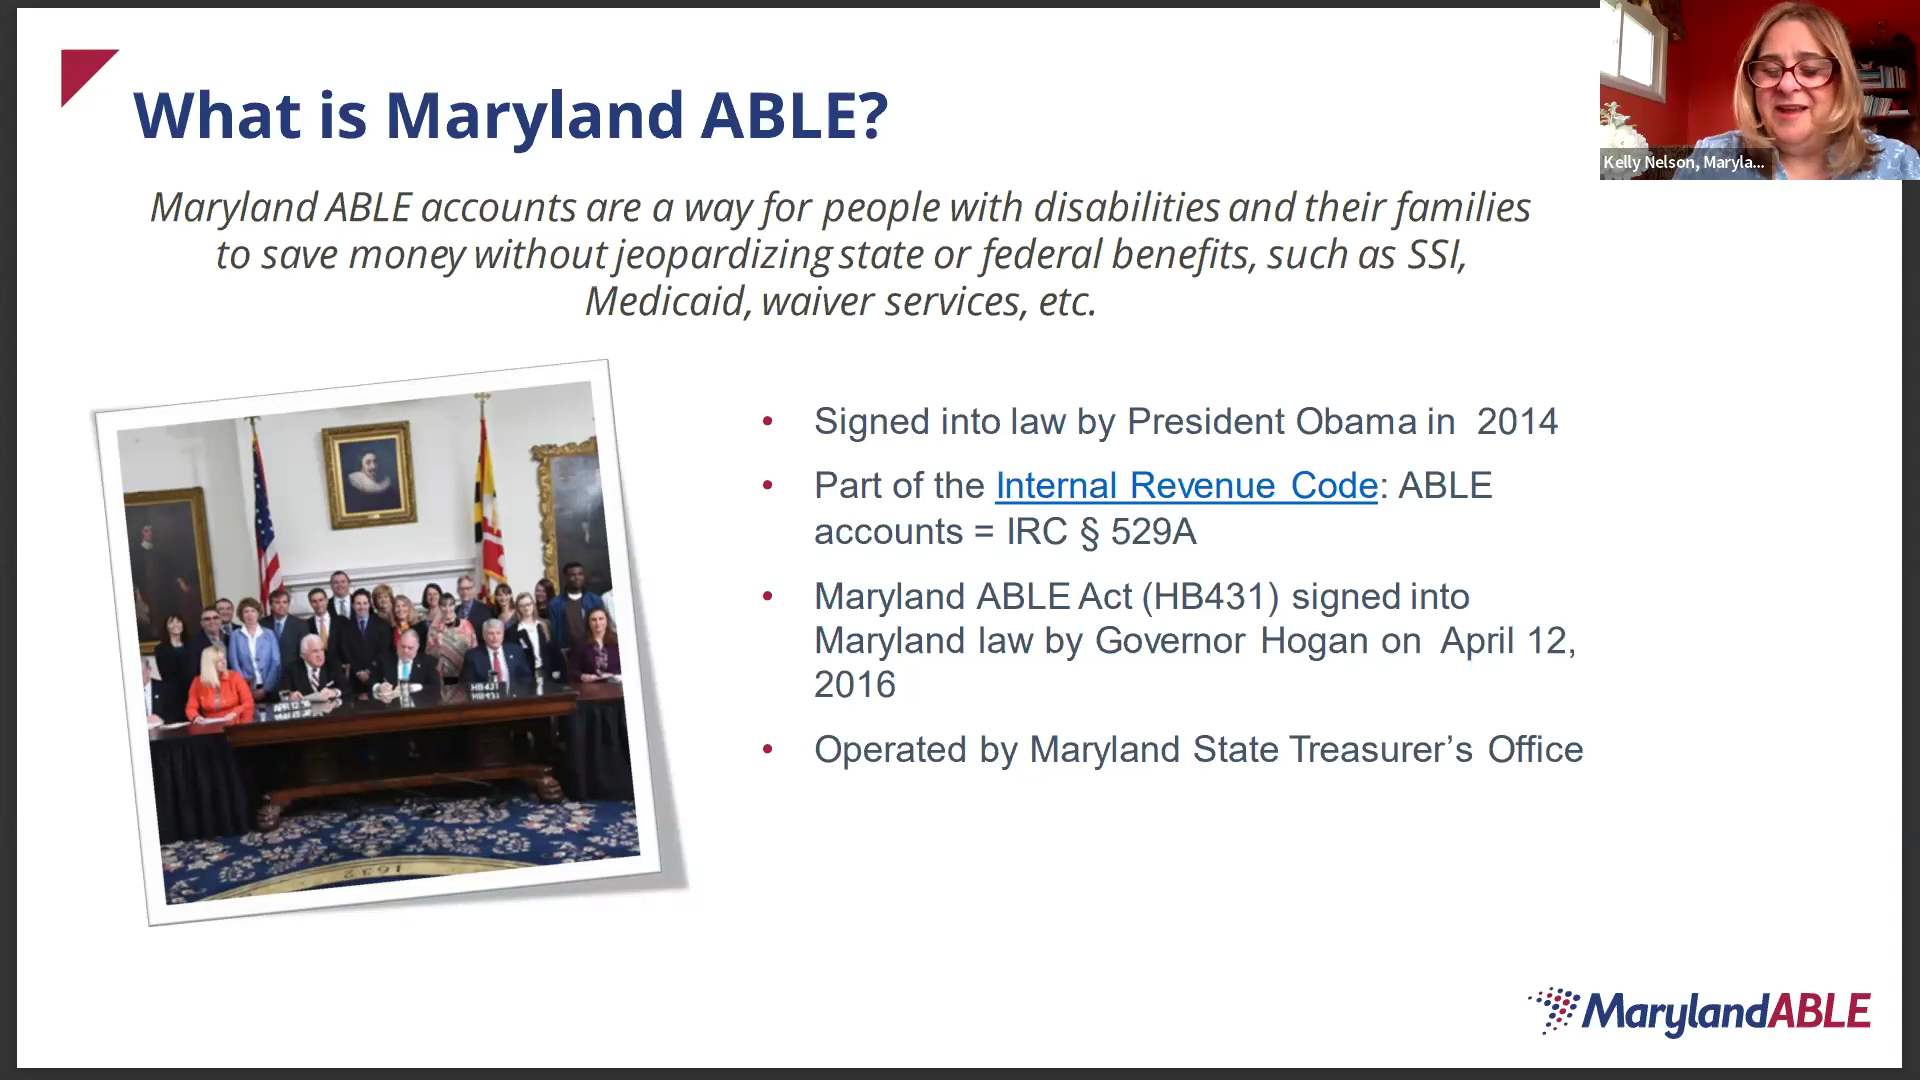 What is Maryland ABLE?
Kelly Nelson, Maryla...
Maryland ABLE accounts are a way for people with disabilities and their families
to save money without jeopardizing state or federal benefits, such as SSI,
Medicaid, waiver services, etc.
• Signed into law by President Obama in 2014
• Part of the Internal Revenue Code: ABLE
accounts = IRC § 529A
• Maryland ABLE Act (HB431) signed into
Maryland law by Governor Hogan on April 12,
2016
• Operated by Maryland State Treasurer’s Office
HB431
1632
MarylandABLE